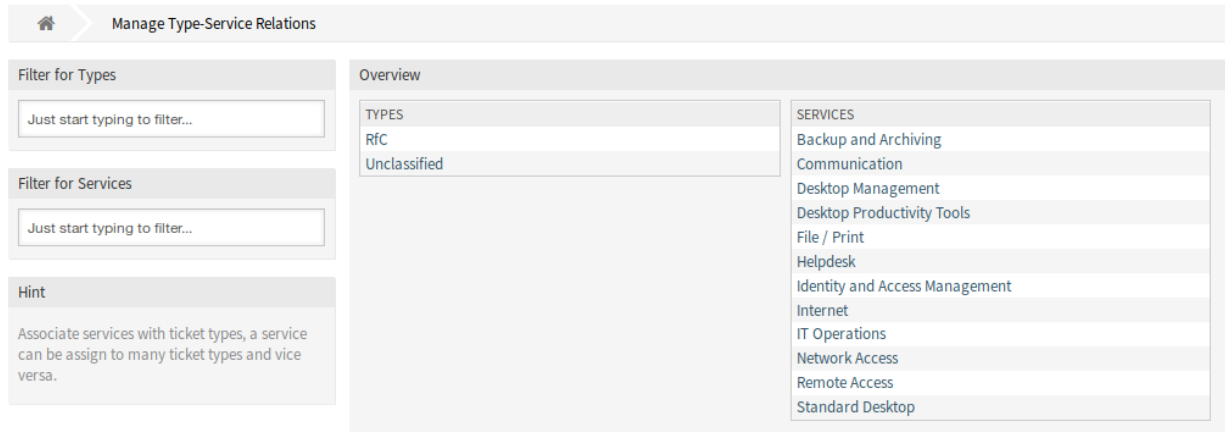 Manage Type-Service Relations
Filter for Types
Just start typing to filter...
Filter for Services
Just start typing to filter...
Hint
Associate services with ticket types, a service
can be assign to many ticket types and vice
versa.
Overview
TYPES
RfC
Unclassified
SERVICES
Backup and Archiving
Communication
Desktop Management
Desktop Productivity Tools
File / Print
Helpdesk
Identity and Access Management
Internet
IT Operations
Network Access
Remote Access
Standard Desktop